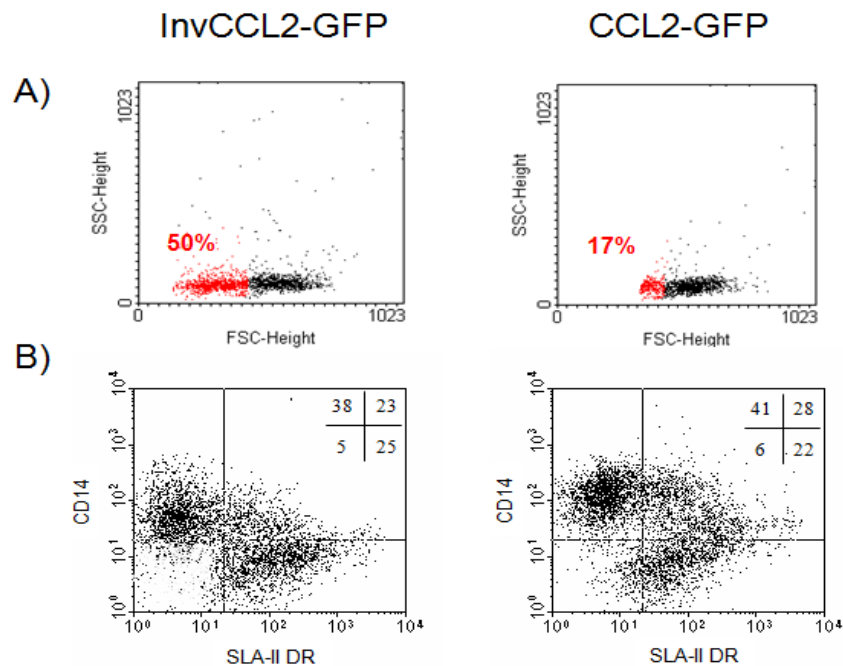 InvCCL2-GFP CCL2-GFP
A)
1023 1023
SSC-Height SSC-Height
50% 17%
0 0
0 1023 0 1023
FSC-Height FSC-Height
B)
10⁴ 10⁴
38 23 41 28
5 25 6 22
10³ 10³
CD14 CD14
10² 10²
10¹ 10¹
10⁰ 10⁰
10⁰ 10¹ 10² 10³ 10⁴ 10⁰ 10¹ 10² 10³ 10⁴
SLA-II DR SLA-II DR